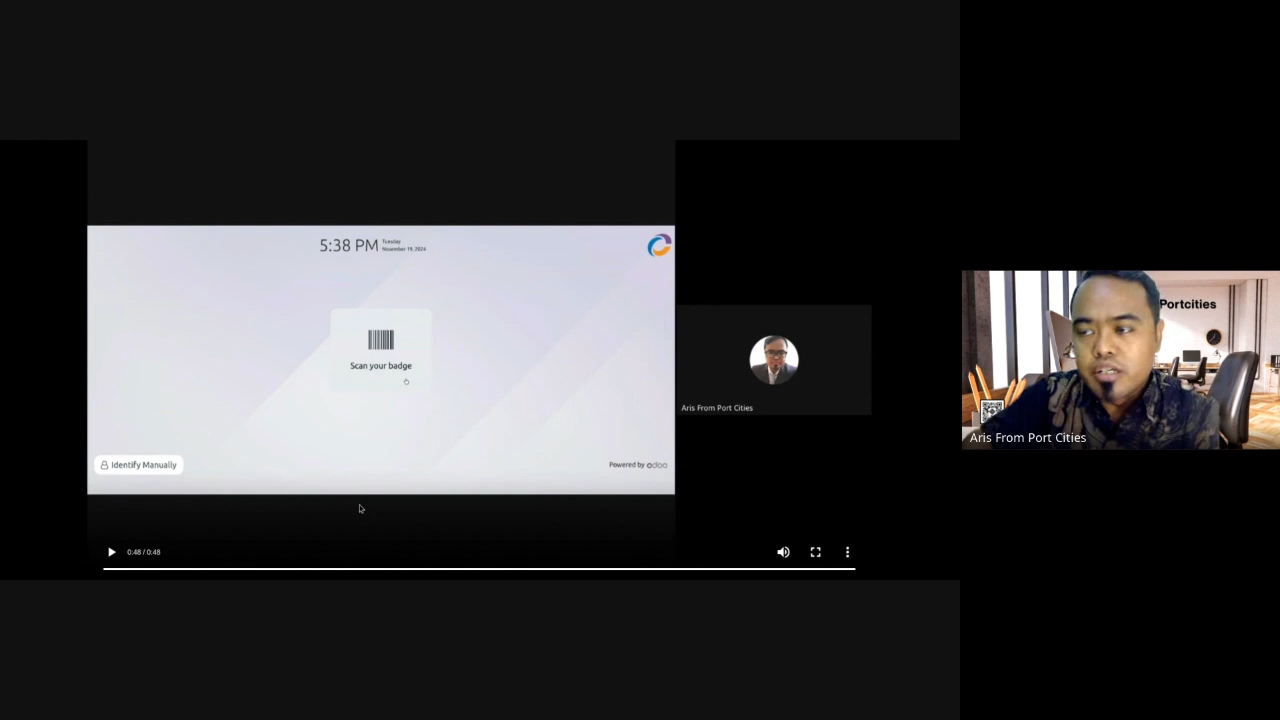 5:38 PM
Tuesday
November 19, 2024
Scan your badge
Identify Manually
Powered by odoo
Aris From Port Cities
0:48 / 0:48
Portcities
Aris From Port Cities